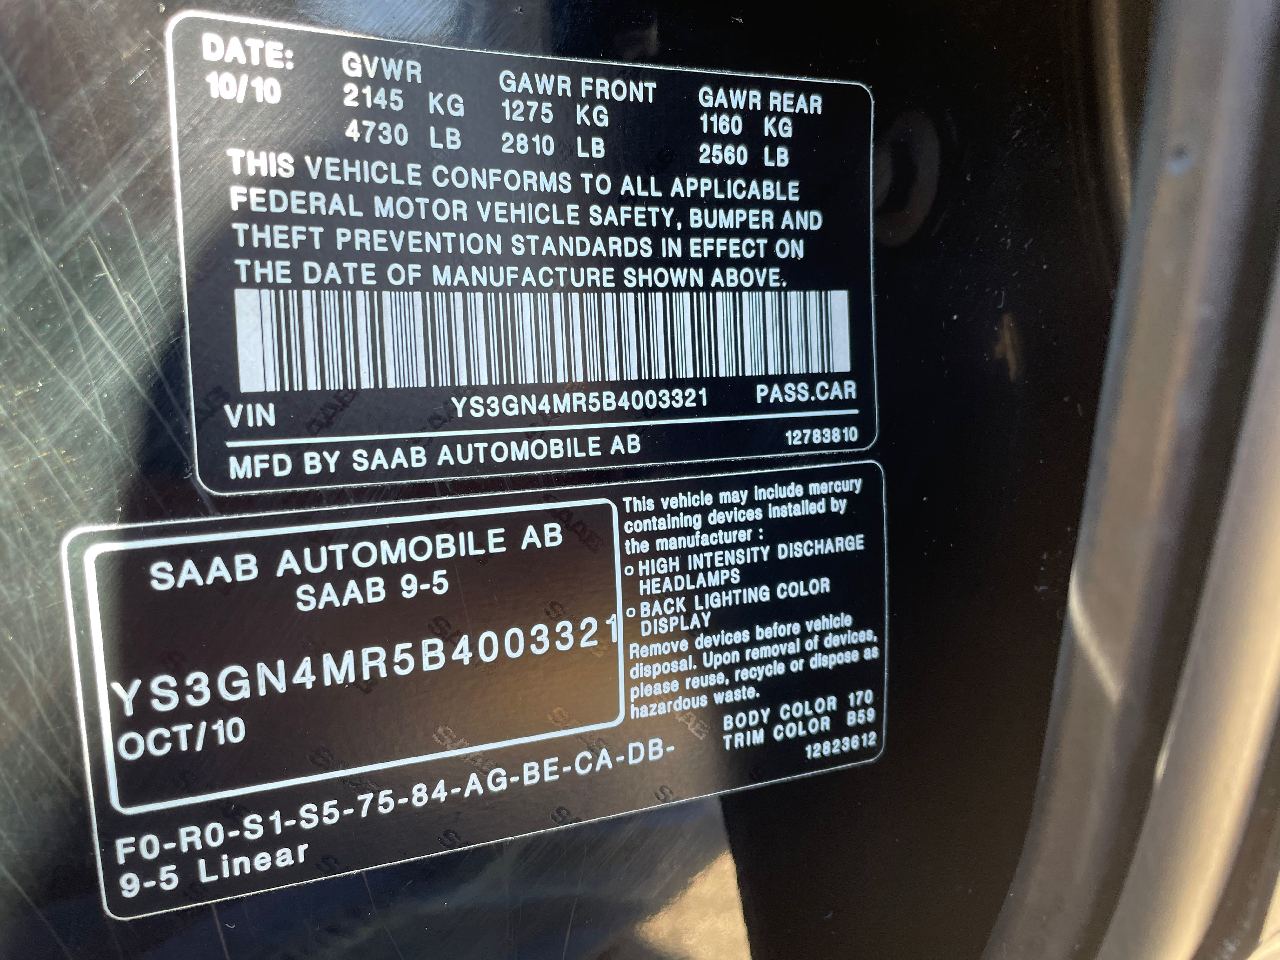 DATE: GVWR GAWR FRONT GAWR REAR
10/10 2145 KG 1275 KG 1160 KG
4730 LB 2810 LB 2560 LB
THIS VEHICLE CONFORMS TO ALL APPLICABLE
FEDERAL MOTOR VEHICLE SAFETY, BUMPER AND
THEFT PREVENTION STANDARDS IN EFFECT ON
THE DATE OF MANUFACTURE SHOWN ABOVE.
VIN YS3GN4MR5B4003321 PASS.CAR
MFD BY SAAB AUTOMOBILE AB 12783810
SAAB AUTOMOBILE AB
SAAB 9-5
YS3GN4MR5B4003321
OCT/10
F0-R0-S1-S5-75-84-AG-BE-CA-DB-
9-5 Linear
This vehicle may include mercury
containing devices installed by
the manufacturer :
o HIGH INTENSITY DISCHARGE
HEADLAMPS
o BACK LIGHTING COLOR
DISPLAY
Remove devices before vehicle
disposal. Upon removal of devices,
please reuse, recycle or dispose as
hazardous waste.
BODY COLOR 170
TRIM COLOR B59
12823612